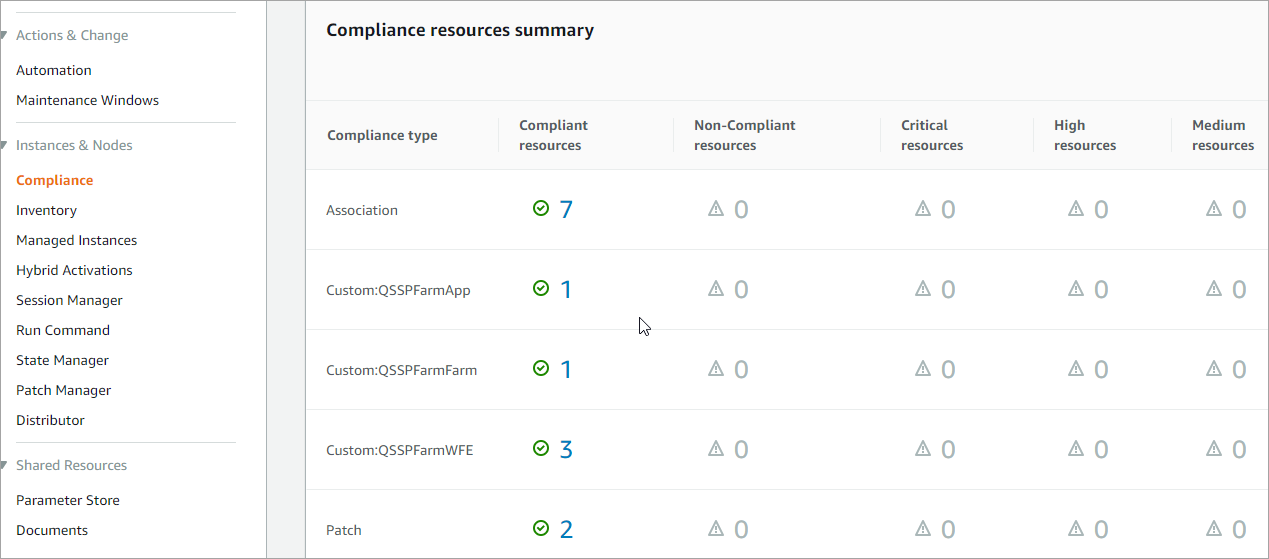 Actions & Change
Automation
Maintenance Windows
Instances & Nodes
Compliance
Inventory
Managed Instances
Hybrid Activations
Session Manager
Run Command
State Manager
Patch Manager
Distributor
Shared Resources
Parameter Store
Documents
Compliance resources summary
Compliance type
Compliant
resources
Non-Compliant
resources
Critical
resources
High
resources
Medium
resources
Association 7 0 0 0 0
Custom:QSSPFarmApp 1 0 0 0 0
Custom:QSSPFarmFarm 1 0 0 0 0
Custom:QSSPFarmWFE 3 0 0 0 0
Patch 2 0 0 0 0